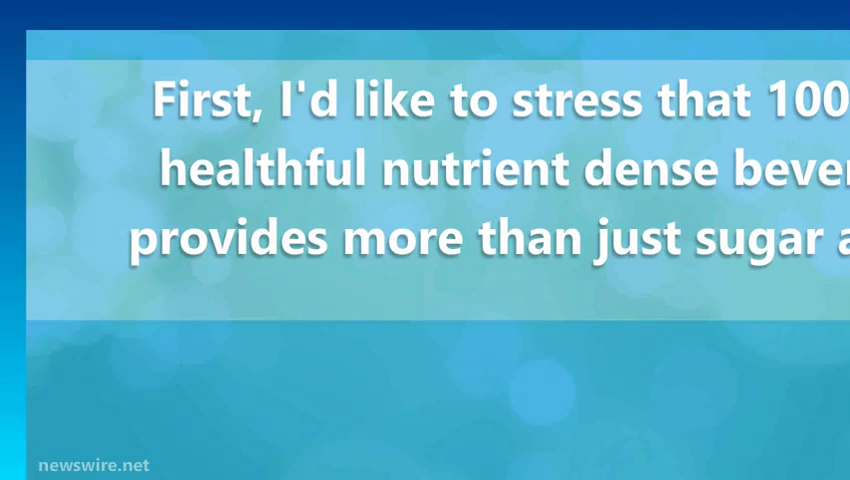 First, I'd like to stress that 100
healthful nutrient dense
provides more than just sugar
newswire.net